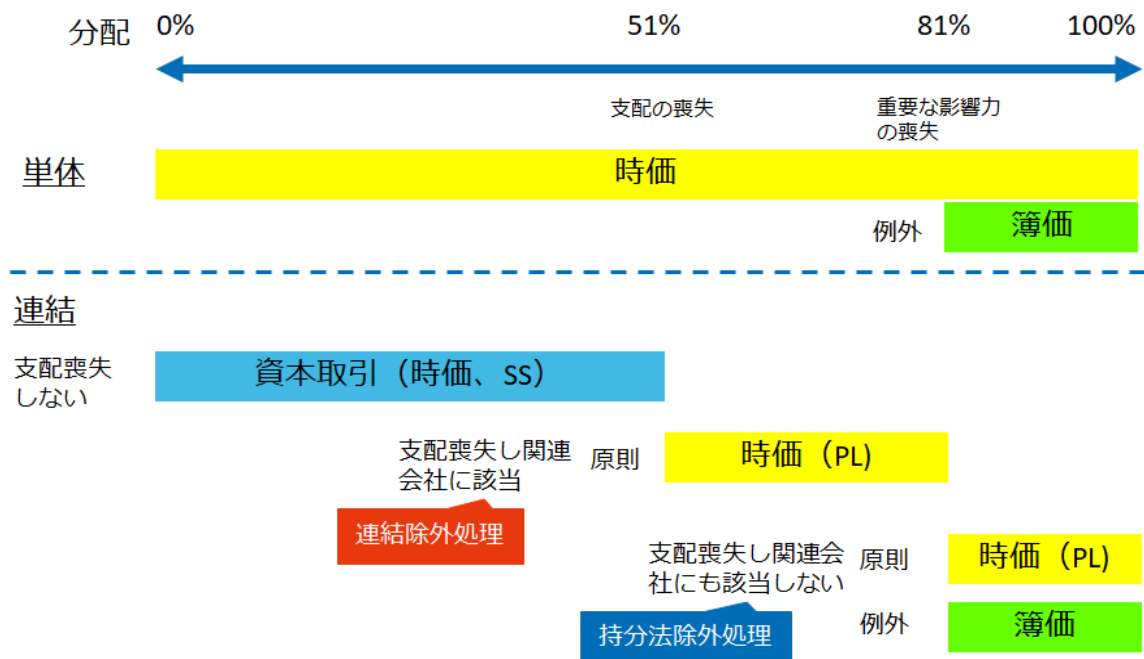 分配 0% 51% 81% 100%
支配の喪失
重要な影響力
の喪失
単体
時価
例外
簿価
連結
支配喪失
しない
資本取引（時価、SS）
支配喪失し関連
会社に該当
原則
時価（PL）
連結除外処理
支配喪失し関連会
社にも該当しない
原則
時価（PL)
持分法除外処理
例外
簿価